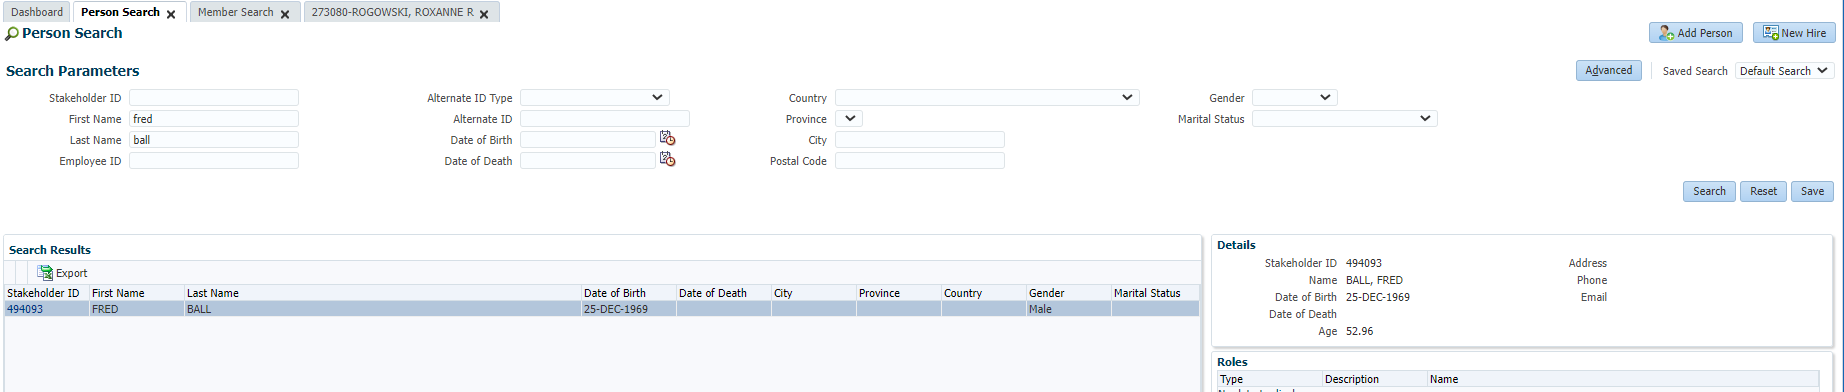 Dashboard Person Search Member Search 273080-ROGOWSKI, ROXANNE R
Person Search Add Person New Hire
Search Parameters Advanced Saved Search Default Search
Stakeholder ID Alternate ID Type Country Gender
First Name fred Alternate ID Province Marital Status
Last Name ball Date of Birth City
Employee ID Date of Death Postal Code
Search Reset Save
Search Results
Export
Stakeholder ID First Name Last Name Date of Birth Date of Death City Province Country Gender Marital Status
494093 FRED BALL 25-DEC-1969 Male
Details
Stakeholder ID 494093 Address
Name BALL, FRED Phone
Date of Birth 25-DEC-1969 Email
Date of Death
Age 52.96
Roles
Type Description Name